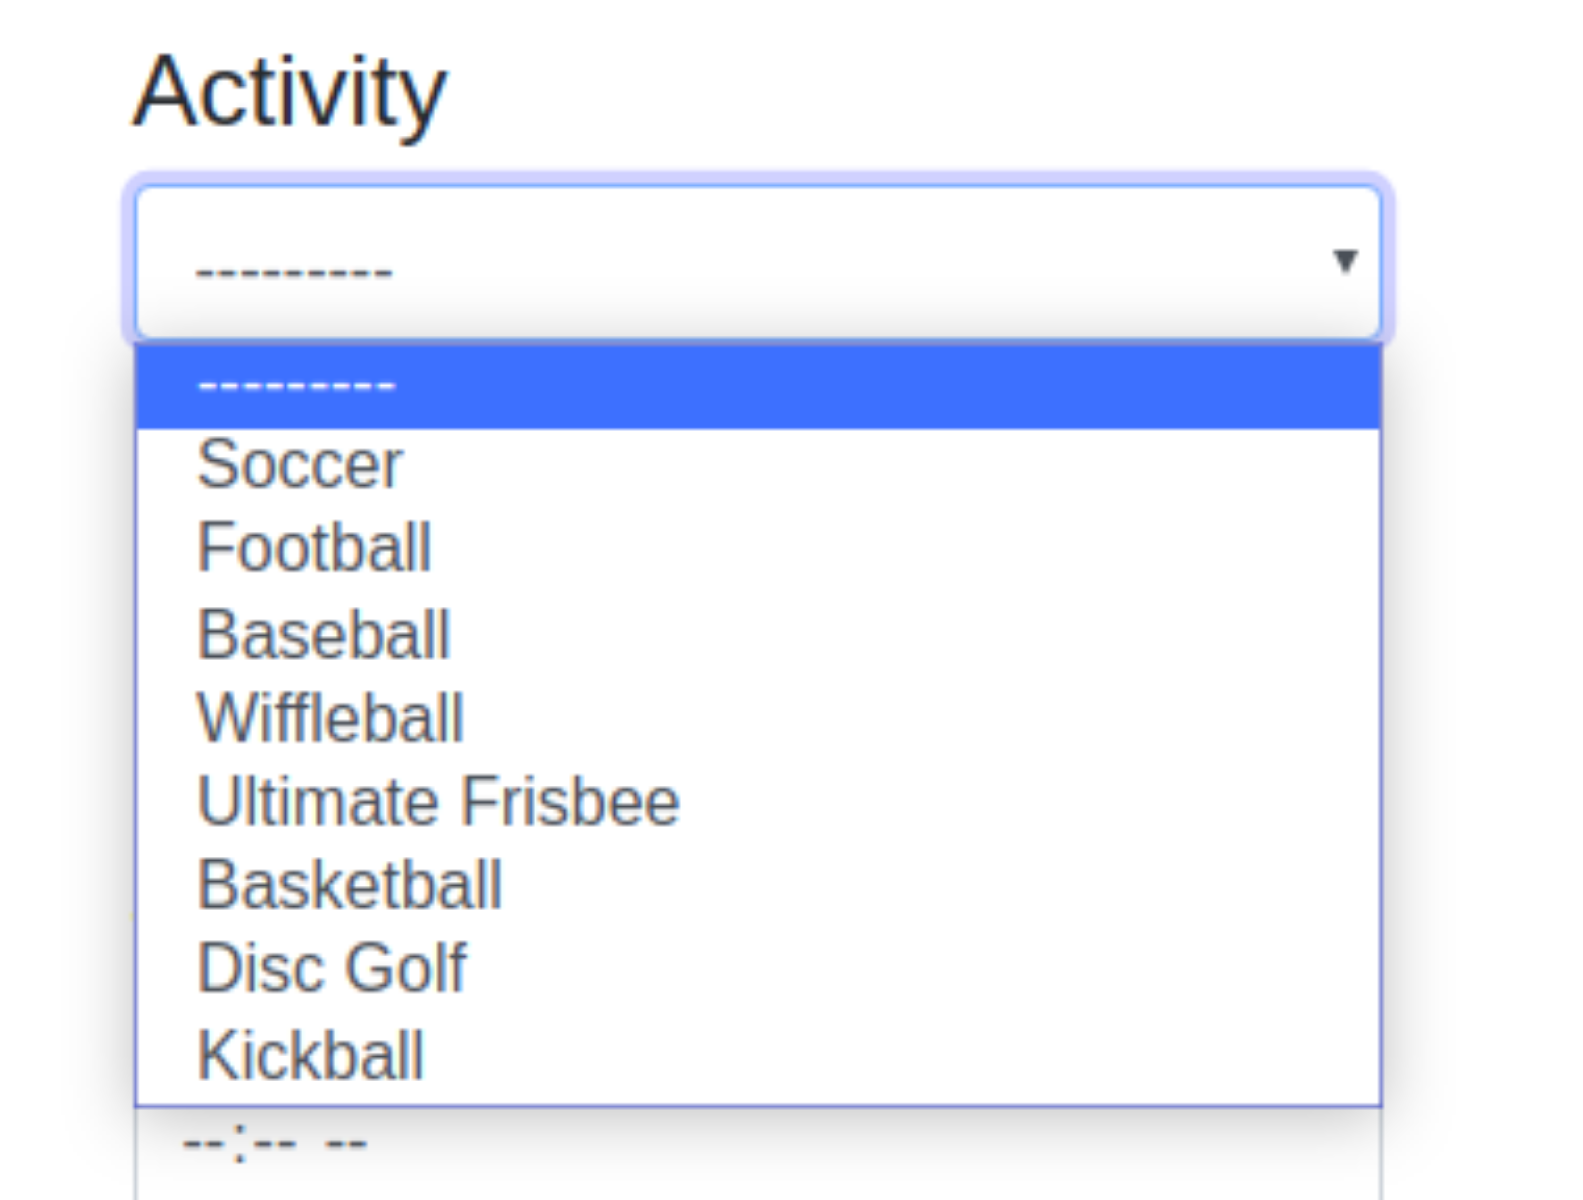 Activity
---------
---------
Soccer
Football
Baseball
Wiffleball
Ultimate Frisbee
Basketball
Disc Golf
Kickball
--:-- --